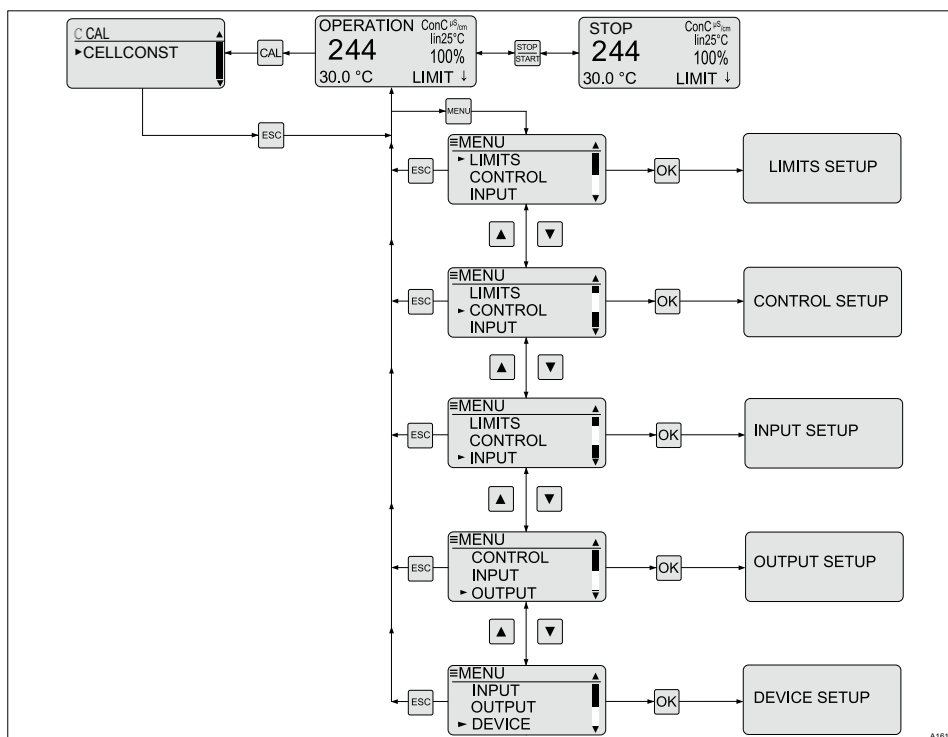 C CAL
CELLCONST
CAL
OPERATION ConC µS/cm
244 lin25°C
100%
30.0 °C LIMIT ↓
STOP
START
STOP ConC µS/cm
244 lin25°C
100%
30.0 °C LIMIT ↓
ESC
MENU
≡MENU
ESC
► LIMITS
CONTROL
INPUT
OK
LIMITS SETUP
▲ ▼
≡MENU
ESC
LIMITS
► CONTROL
INPUT
OK
CONTROL SETUP
▲ ▼
≡MENU
ESC
LIMITS
CONTROL
► INPUT
OK
INPUT SETUP
▲ ▼
≡MENU
ESC
CONTROL
INPUT
► OUTPUT
OK
OUTPUT SETUP
▲ ▼
≡MENU
ESC
INPUT
OUTPUT
► DEVICE
OK
DEVICE SETUP